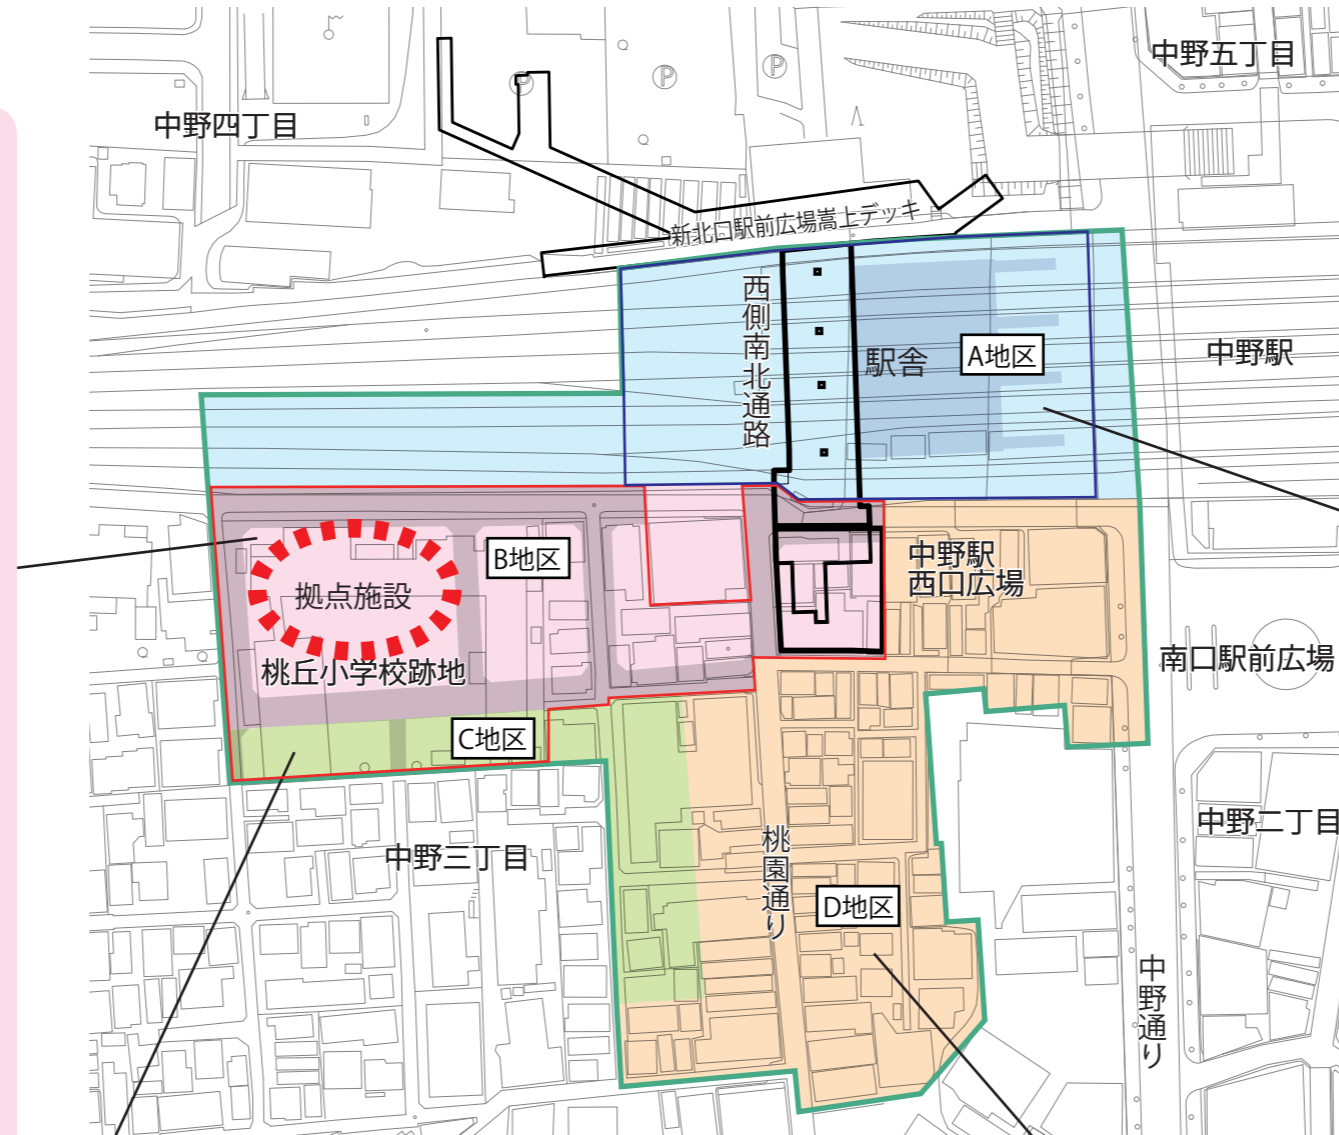 中野五丁目
Ⓟ
Ⓟ
Ⓟ
中野四丁目
新北口駅前広場嵩上デッキ
西側南北通路
駅舎
A地区
中野駅
B地区
中野駅
西口広場
拠点施設
桃丘小学校跡地
南口駅前広場
C地区
中野二丁目
中野三丁目
桃園通り
D地区
中野通り